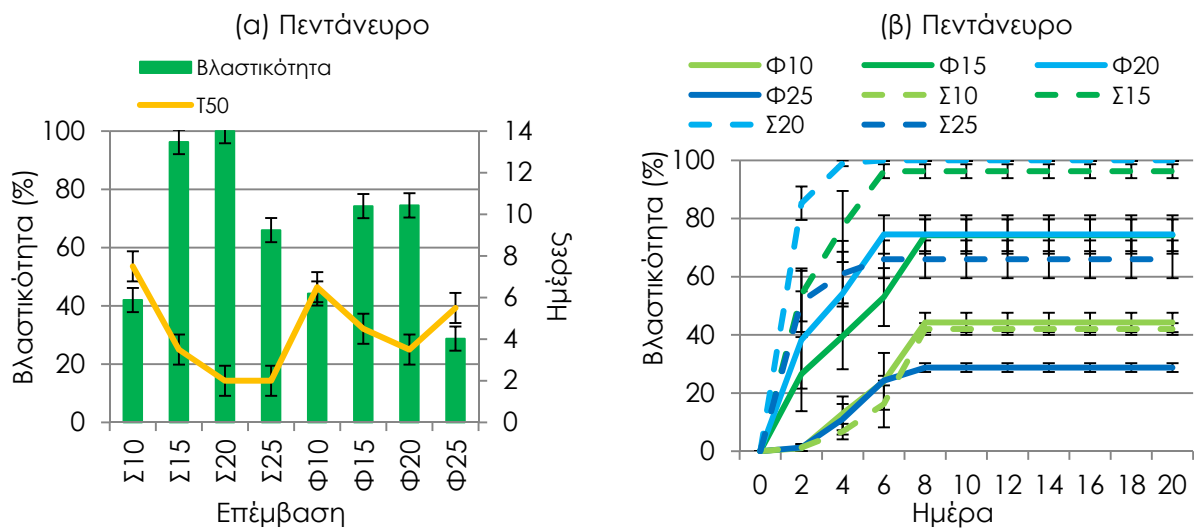 (α) Πεντάνευρο
Βλαστικότητα
T50
100
80
60
40
20
0
Βλαστικότητα (%)
14
12
10
8
6
4
2
0
Ημέρες
Σ10 Σ15 Σ20 Σ25 Φ10 Φ15 Φ20 Φ25
Επέμβαση
(β) Πεντάνευρο
Φ10 Φ15 Φ20
Φ25 Σ10 Σ15
Σ20 Σ25
100
80
60
40
20
0
Βλαστικότητα (%)
0 2 4 6 8 10 12 14 16 18 20
Ημέρα